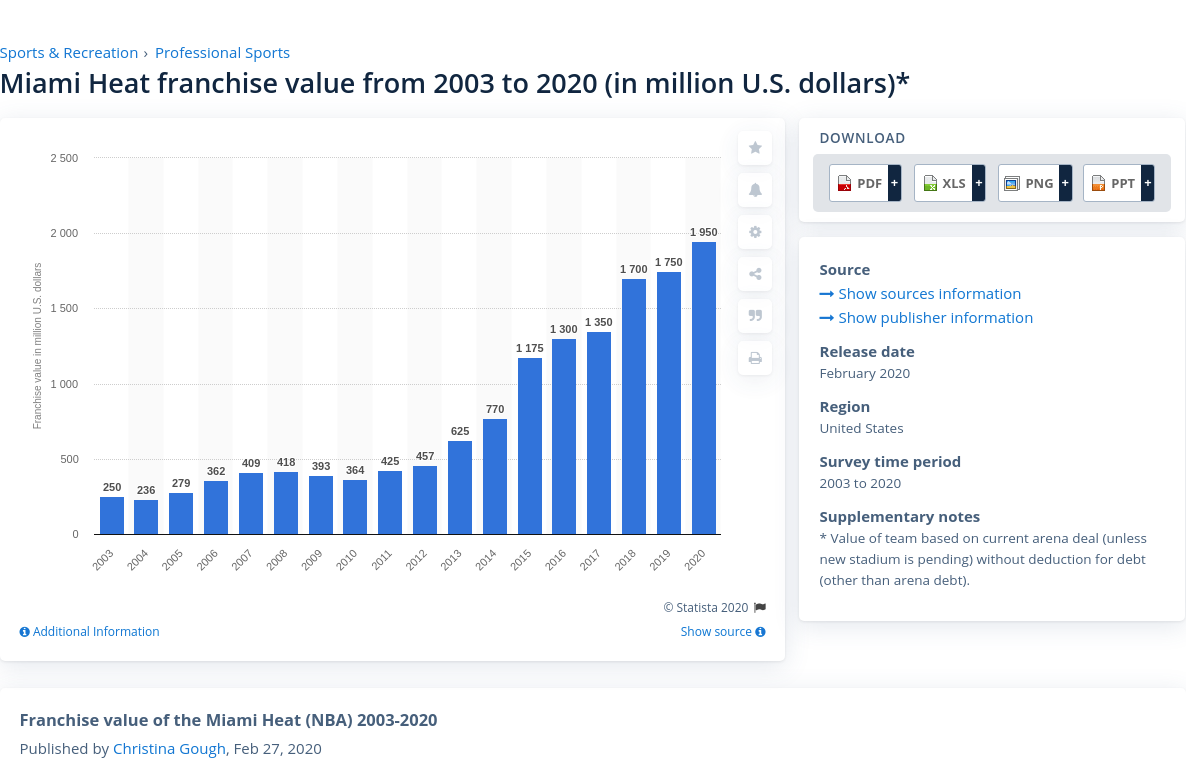 Sports & Recreation › Professional Sports
Miami Heat franchise value from 2003 to 2020 (in million U.S. dollars)*
Franchise value in million U.S. dollars
2 500
2 000
1 500
1 000
500
0
250
236
279
362
409
418
393
364
425
457
625
770
1 175
1 300
1 350
1 700
1 750
1 950
2003
2004
2005
2006
2007
2008
2009
2010
2011
2012
2013
2014
2015
2016
2017
2018
2019
2020
© Statista 2020
Additional Information
Show source
DOWNLOAD
PDF + XLS + PNG + PPT +
Source
Show sources information
Show publisher information
Release date
February 2020
Region
United States
Survey time period
2003 to 2020
Supplementary notes
* Value of team based on current arena deal (unless
new stadium is pending) without deduction for debt
(other than arena debt).
Franchise value of the Miami Heat (NBA) 2003-2020
Published by Christina Gough, Feb 27, 2020